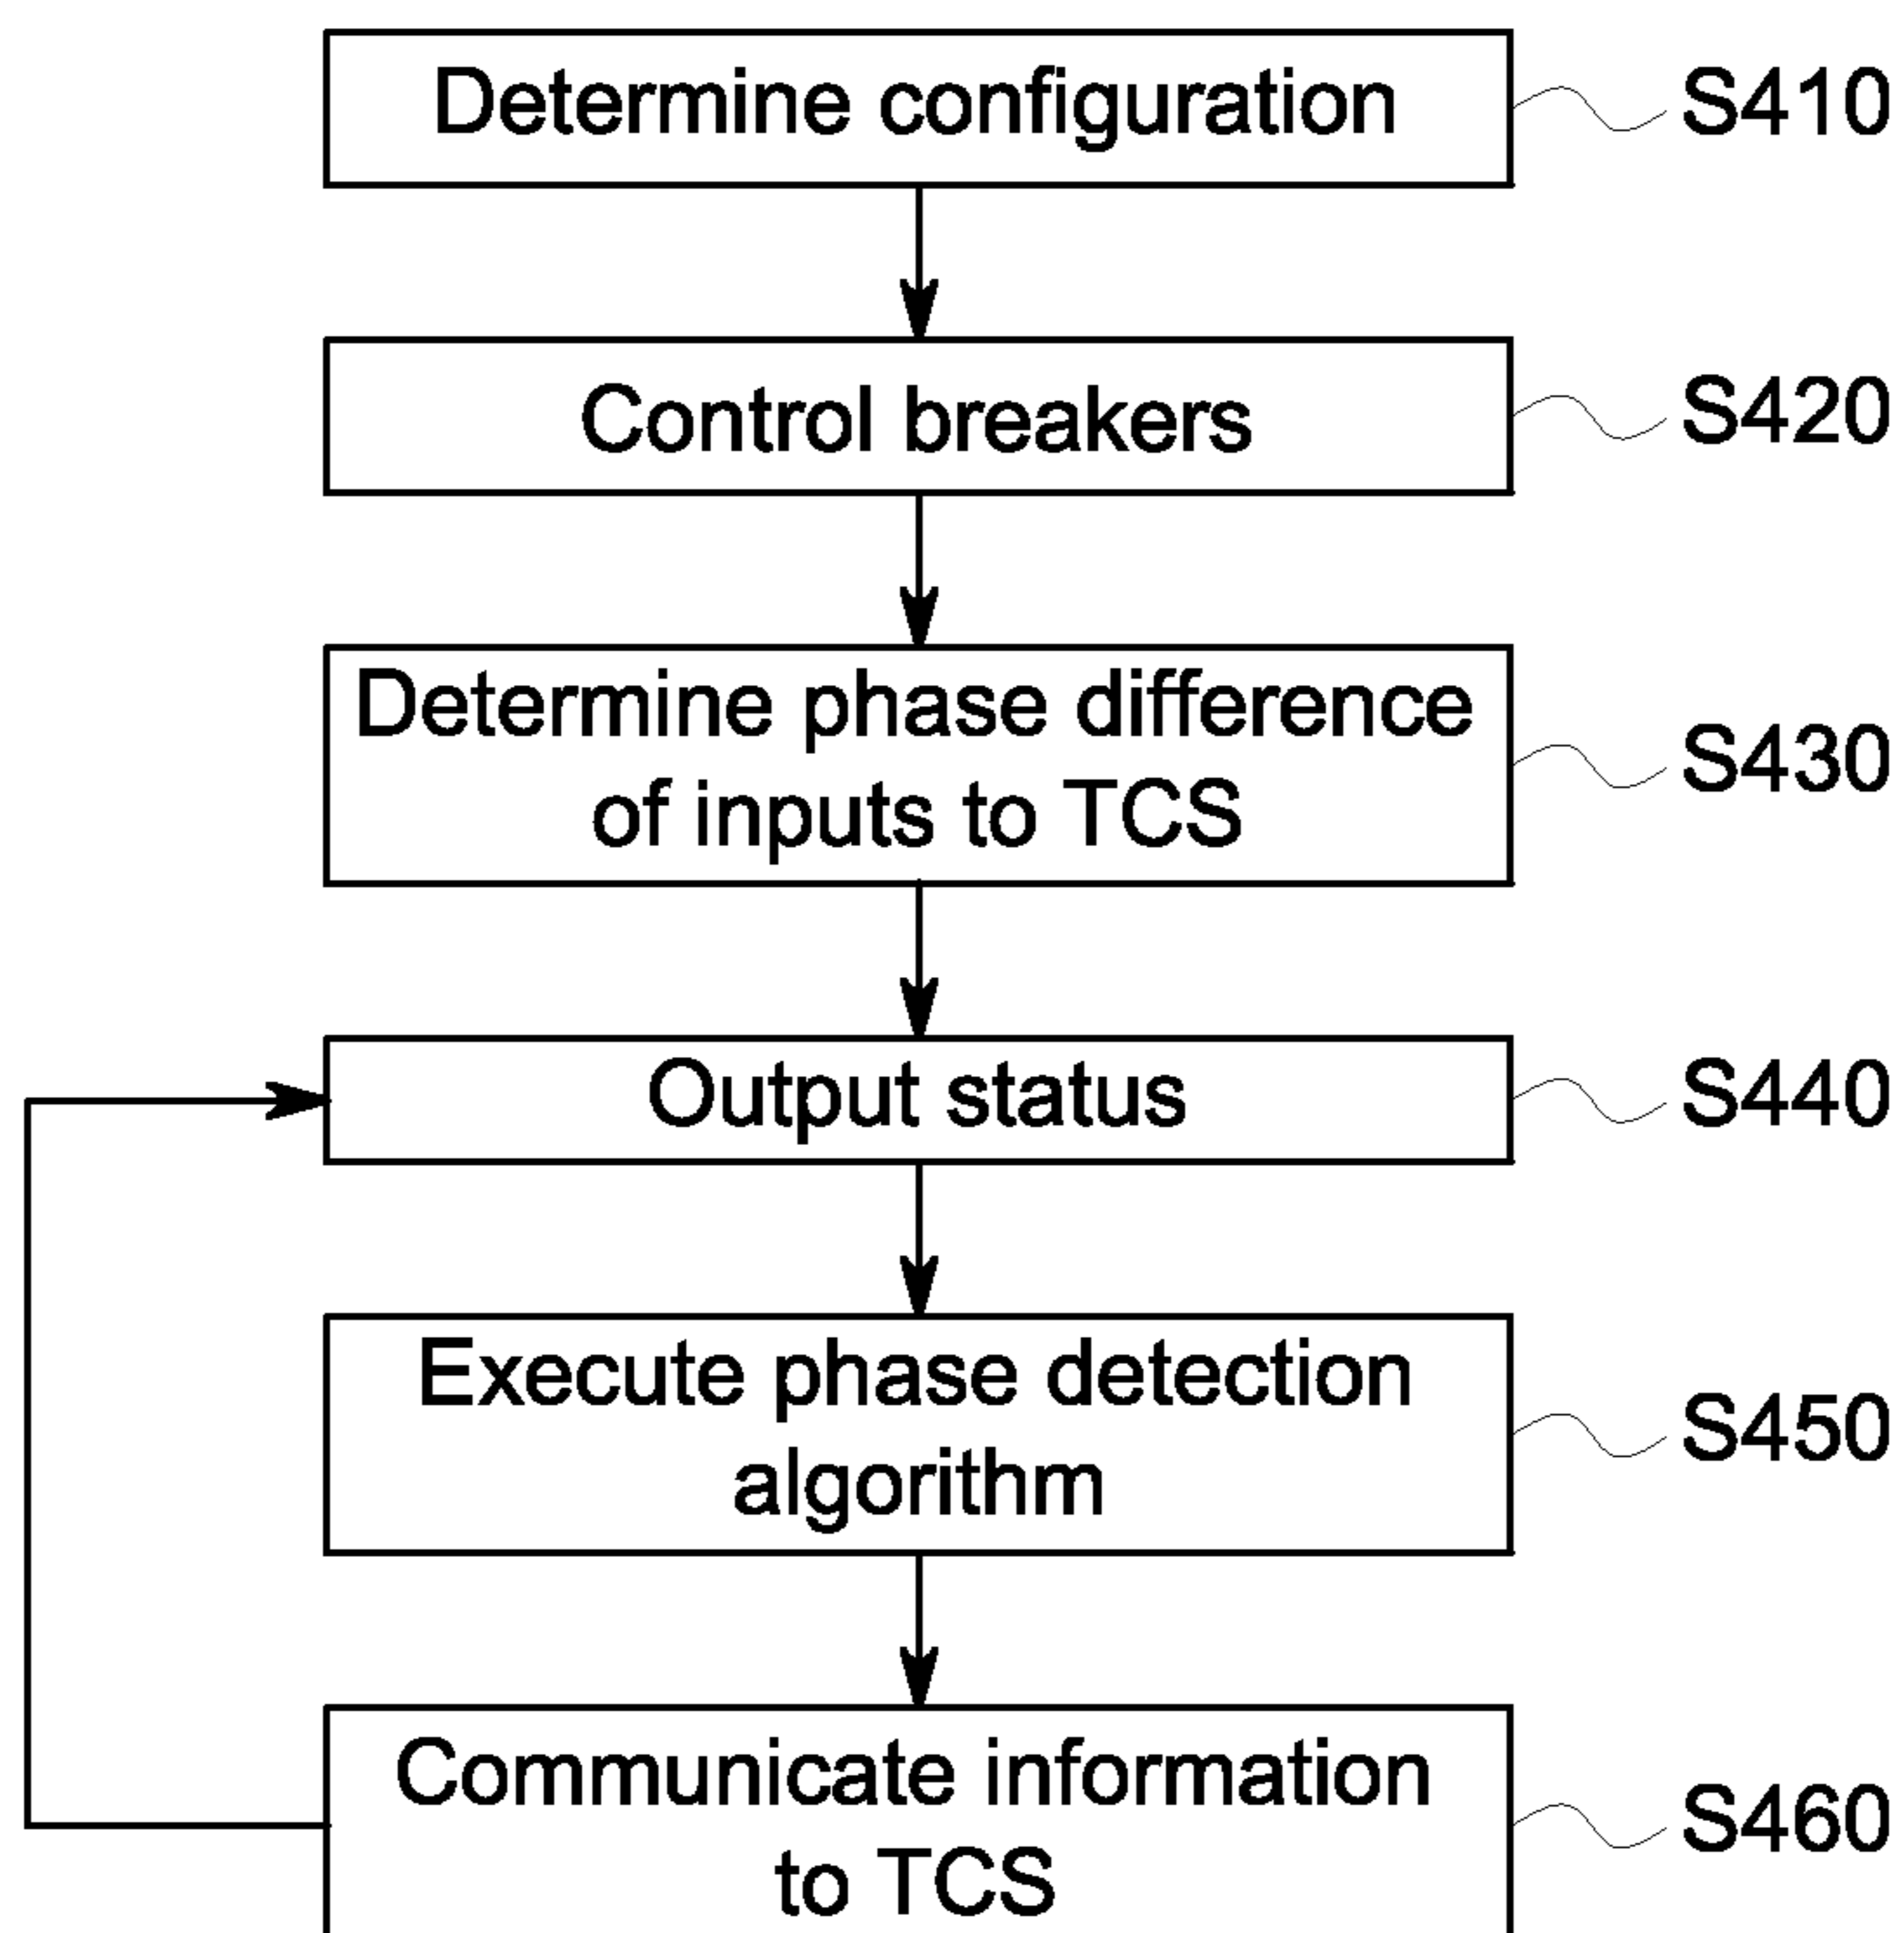 Determine configuration
S410
Control breakers
S420
Determine phase difference
of inputs to TCS
S430
Output status
S440
Execute phase detection
algorithm
S450
Communicate information
to TCS
S460